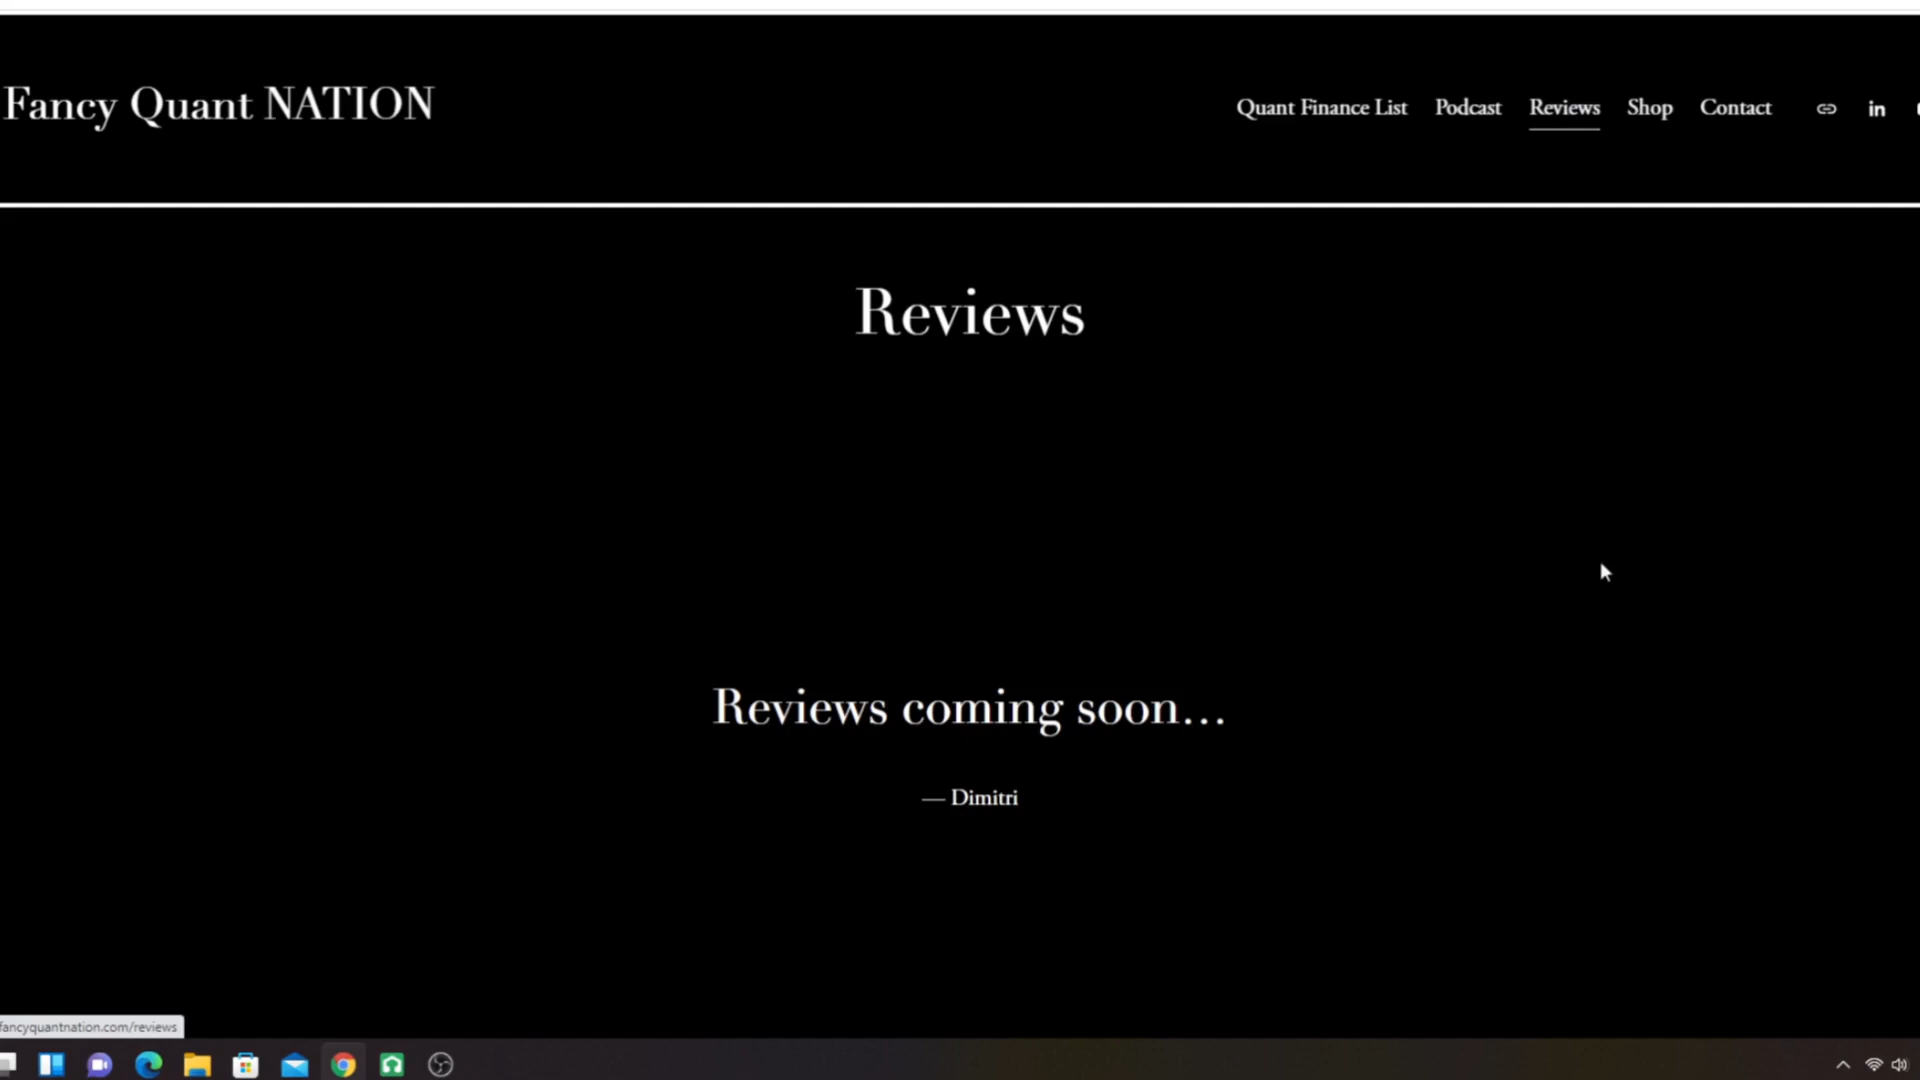 Fancy Quant NATION
Quant Finance List Podcast Reviews Shop Contact in
Reviews
Reviews coming soon...
— Dimitri
fancyquantnation.com/reviews